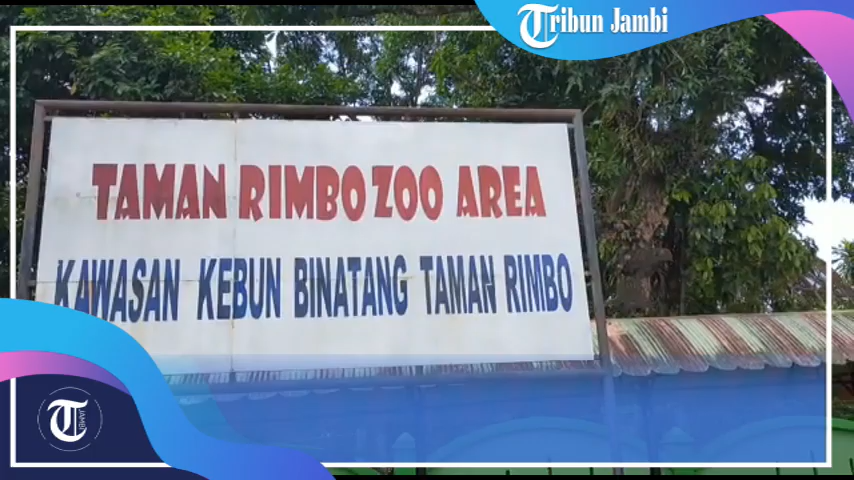 Tribun Jambi
TAMAN RIMBO ZOO AREA
KAWASAN KEBUN BINATANG TAMAN RIMBO
T